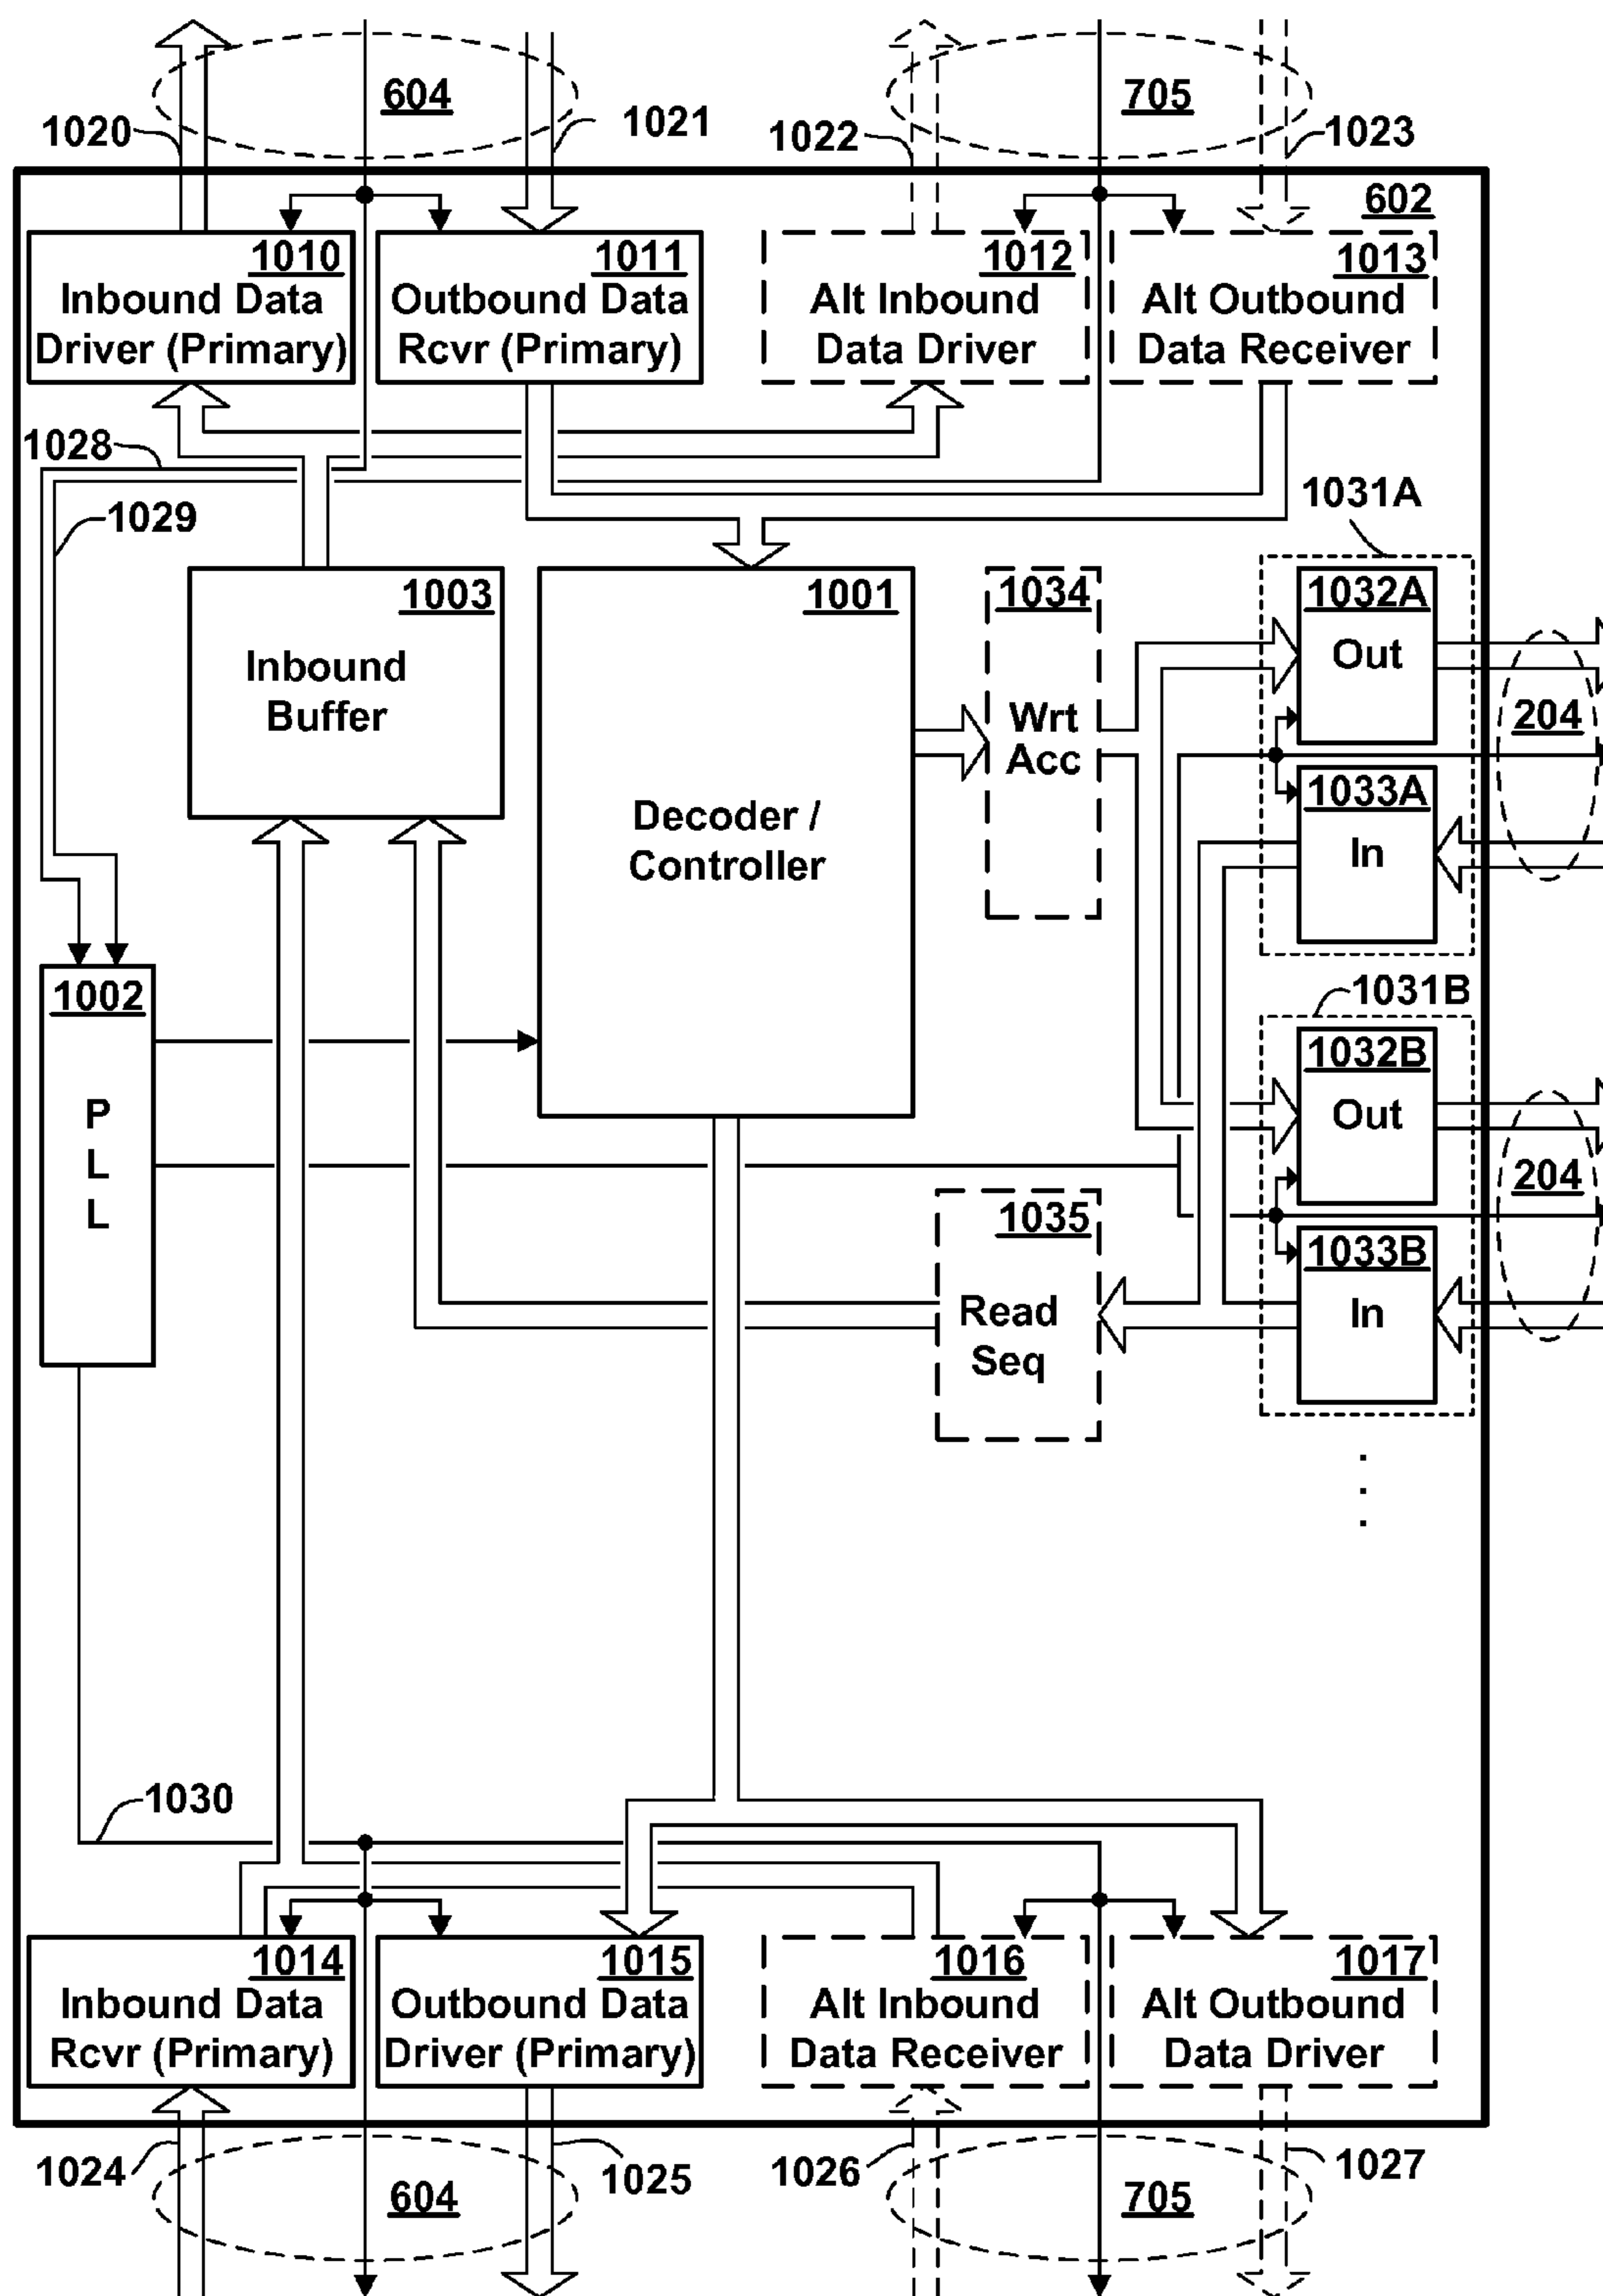 604
705
1020
1021
1022
1023
602
1010
Inbound Data
Driver (Primary)
1011
Outbound Data
Rcvr (Primary)
1012
Alt Inbound
Data Driver
1013
Alt Outbound
Data Receiver
1028
1029
1031A
1003
Inbound
Buffer
1001
Decoder /
Controller
1034
Wrt
Acc
1032A
Out
204
1033A
In
1002
P
L
L
1031B
1032B
Out
204
1033B
In
1035
Read
Seq
1030
1014
Inbound Data
Rcvr (Primary)
1015
Outbound Data
Driver (Primary)
1016
Alt Inbound
Data Receiver
1017
Alt Outbound
Data Driver
1024
604
1025
1026
705
1027